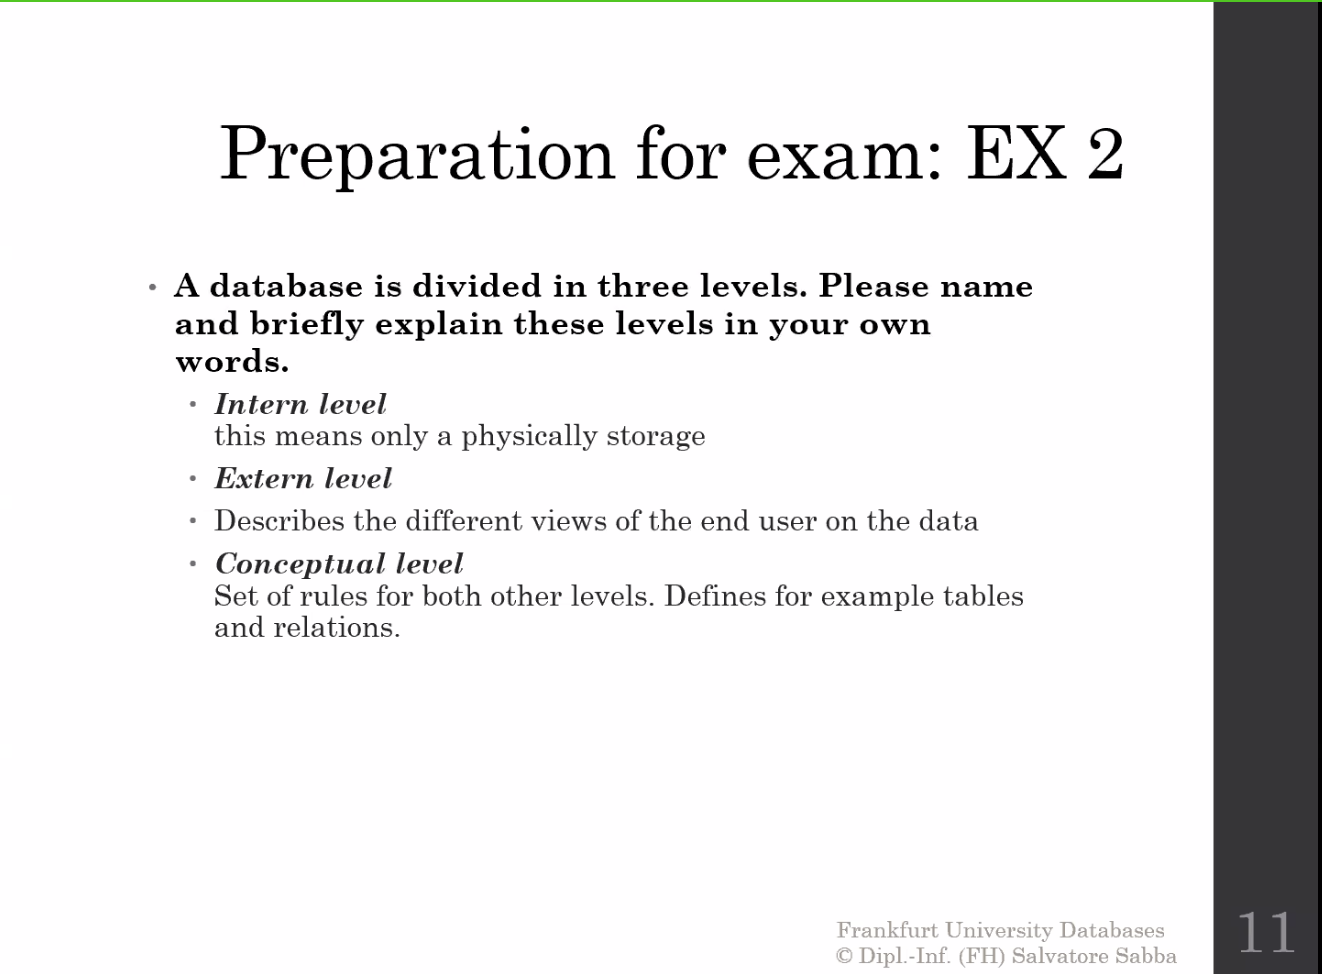 Preparation for exam: EX 2
• A database is divided in three levels. Please name
and briefly explain these levels in your own
words.
• Intern level
this means only a physically storage
• Extern level
• Describes the different views of the end user on the data
• Conceptual level
Set of rules for both other levels. Defines for example tables
and relations.
Frankfurt University Databases
© Dipl.-Inf. (FH) Salvatore Sabba
11